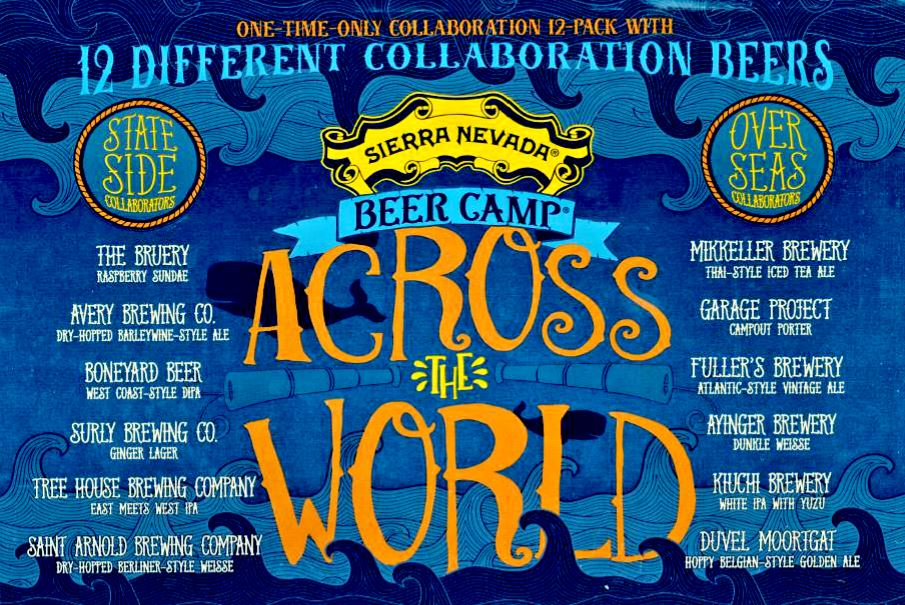 ONE-TIME-ONLY COLLABORATION 12-PACK WITH
12 DIFFERENT COLLABORATION BEERS
STATE
SIDE
COLLABORATORS
THE BRUERY
RASPBERRY SUNDAE
AVERY BREWING CO.
DRY-HOPPED BARLEYWINE-STYLE ALE
BONEYARD BEER
WEST COAST-STYLE DIPA
SURLY BREWING CO.
GINGER LAGER
TREE HOUSE BREWING COMPANY
EAST MEETS WEST IPA
SAINT ARNOLD BREWING COMPANY
DRY-HOPPED BERLINER-STYLE WEISSE
SIERRA NEVADA®
BEER CAMP®
ACROSS
THE
WORLD
OVER
SEAS
COLLABORATORS
MIKKELLER BREWERY
THAI-STYLE ICED TEA ALE
GARAGE PROJECT
CAMPOUT PORTER
FULLER'S BREWERY
ATLANTIC-STYLE VINTAGE ALE
AYINGER BREWERY
DUNKLE WEISSE
KIUCHI BREWERY
WHITE IPA WITH YUZU
DUVEL MOORTGAT
HOPPY BELGIAN-STYLE GOLDEN ALE